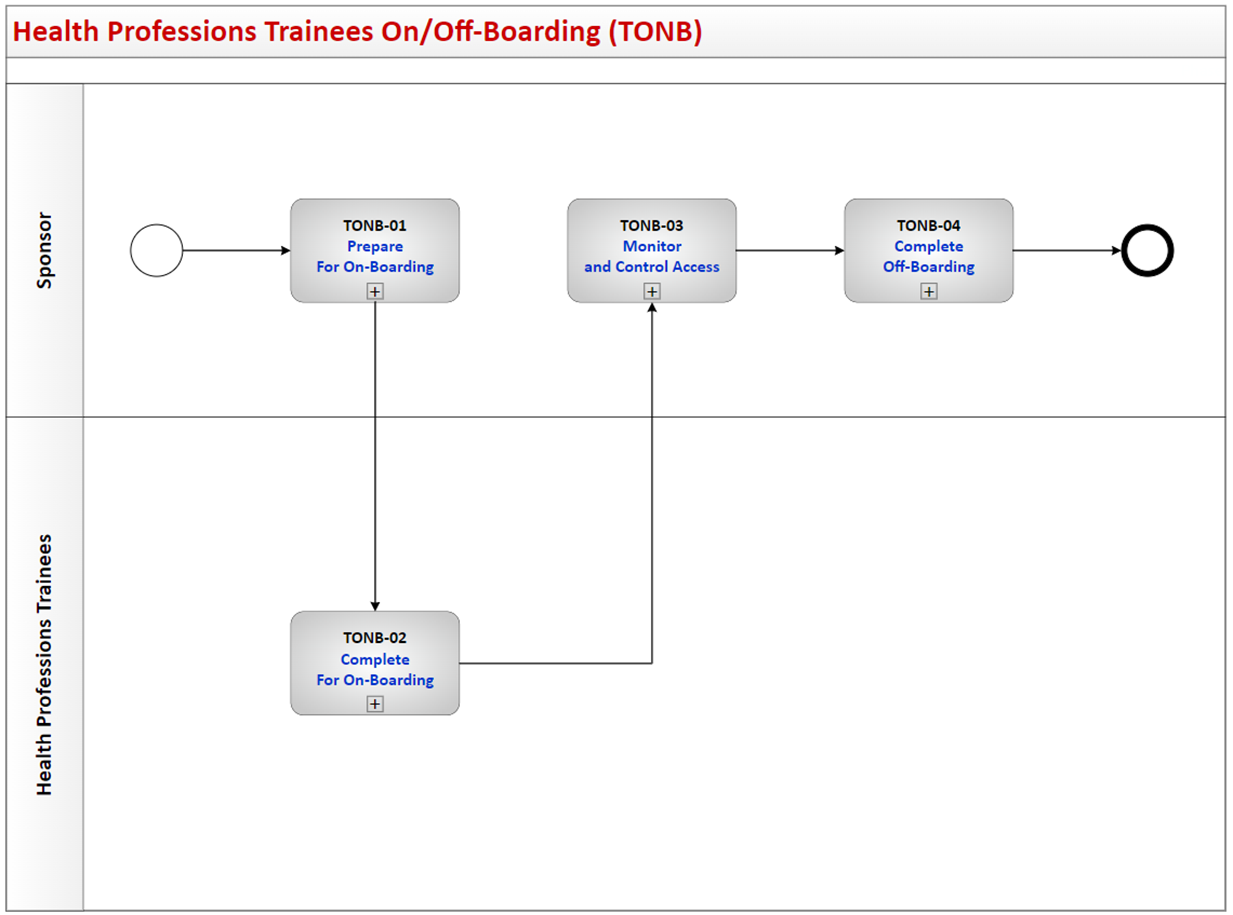 Health Professions Trainees On/Off-Boarding (TONB)
Sponsor
TONB-01
Prepare
For On-Boarding
TONB-03
Monitor
and Control Access
TONB-04
Complete
Off-Boarding
Health Professions Trainees
TONB-02
Complete
For On-Boarding